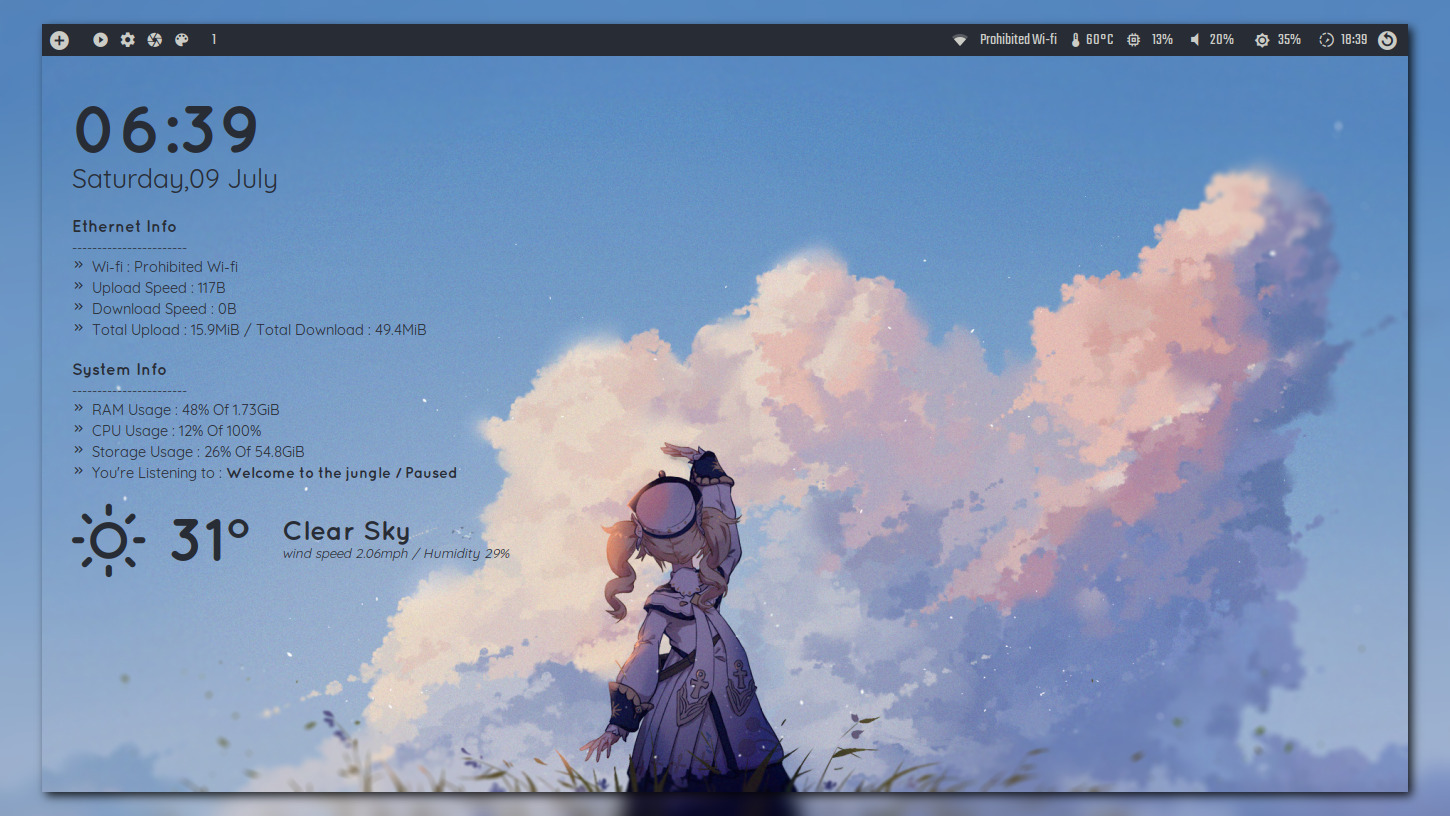 1 Prohibited Wi-fi 60°C 13% 20% 35% 18:39
06:39
Saturday,09 July
Ethernet Info
-----------------------
» Wi-fi : Prohibited Wi-fi
» Upload Speed : 117B
» Download Speed : 0B
» Total Upload : 15.9MiB / Total Download : 49.4MiB
System Info
-----------------------
» RAM Usage : 48% Of 1.73GiB
» CPU Usage : 12% Of 100%
» Storage Usage : 26% Of 54.8GiB
» You're Listening to : Welcome to the jungle / Paused
31° Clear Sky
wind speed 2.06mph / Humidity 29%